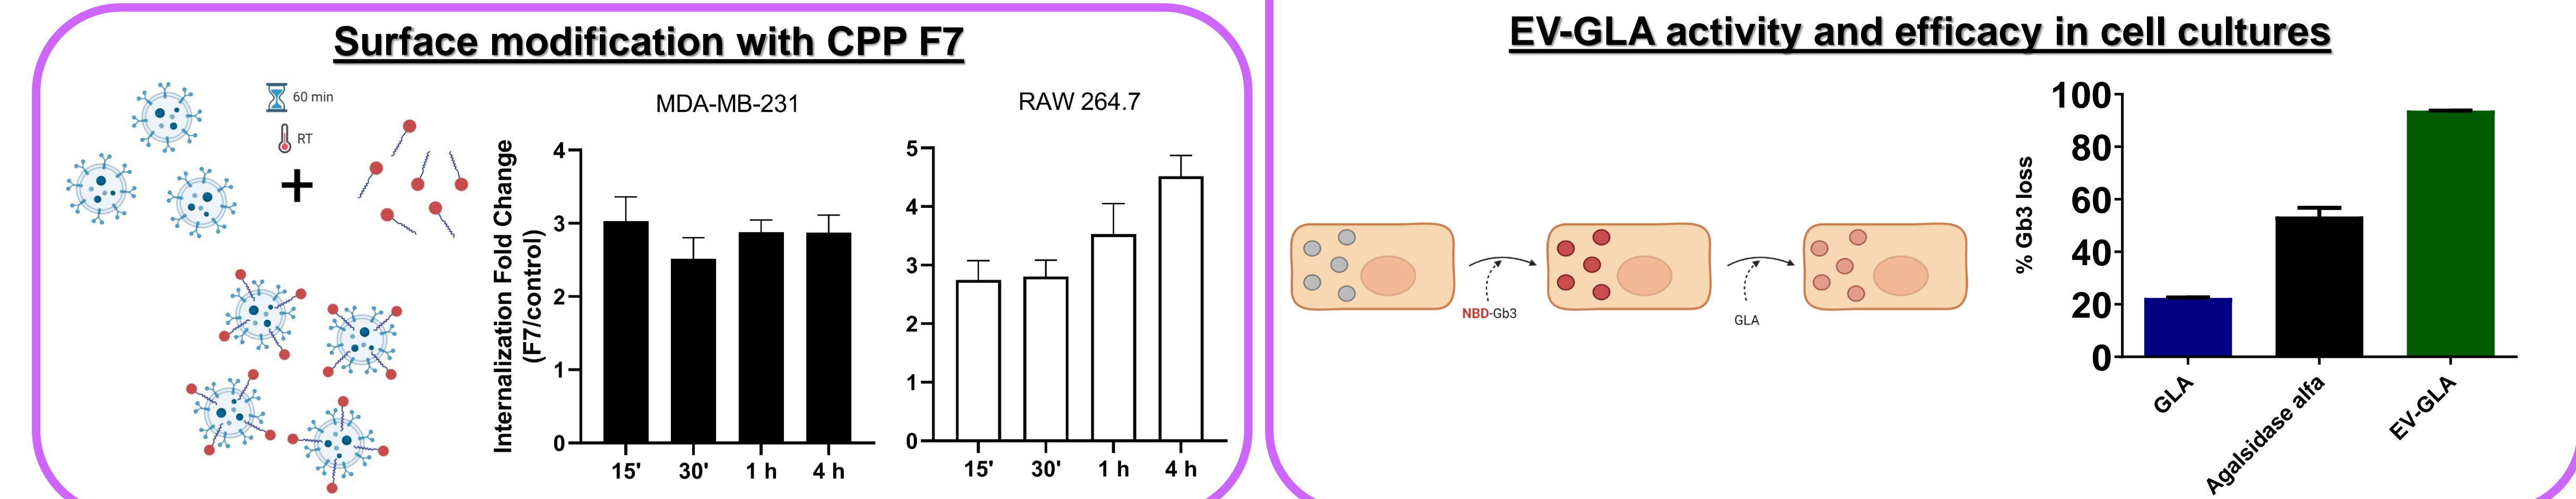 Surface modification with CPP F7
60 min
RT
+
MDA-MB-231
Internalization Fold Change
(F7/control)
4
3
2
1
0
15'
30'
1 h
4 h
RAW 264.7
5
4
3
2
1
0
15'
30'
1 h
4 h
EV-GLA activity and efficacy in cell cultures
NBD-Gb3
GLA
% Gb3 loss
100
80
60
40
20
0
GLA
Agalsidase alfa
EV-GLA